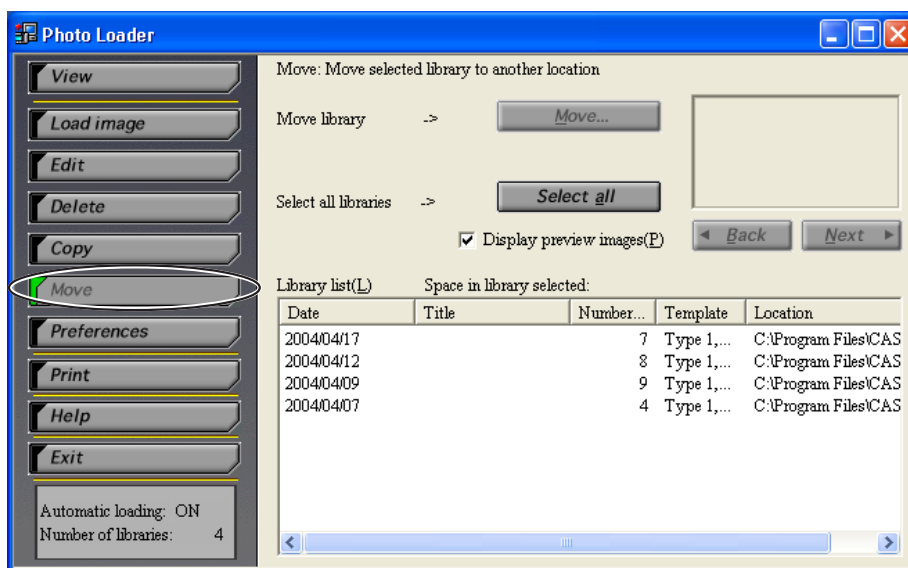 Photo Loader
View
Load image
Edit
Delete
Copy
Move
Preferences
Print
Help
Exit
Automatic loading: ON
Number of libraries: 4
Move: Move selected library to another location
Move library -> Move...
Select all libraries -> Select all
Display preview images(P)
Back Next
Library list(L) Space in library selected:
Date Title Number... Template Location
2004/04/17 7 Type 1,... C:\Program Files\CAS
2004/04/12 8 Type 1,... C:\Program Files\CAS
2004/04/09 9 Type 1,... C:\Program Files\CAS
2004/04/07 4 Type 1,... C:\Program Files\CAS